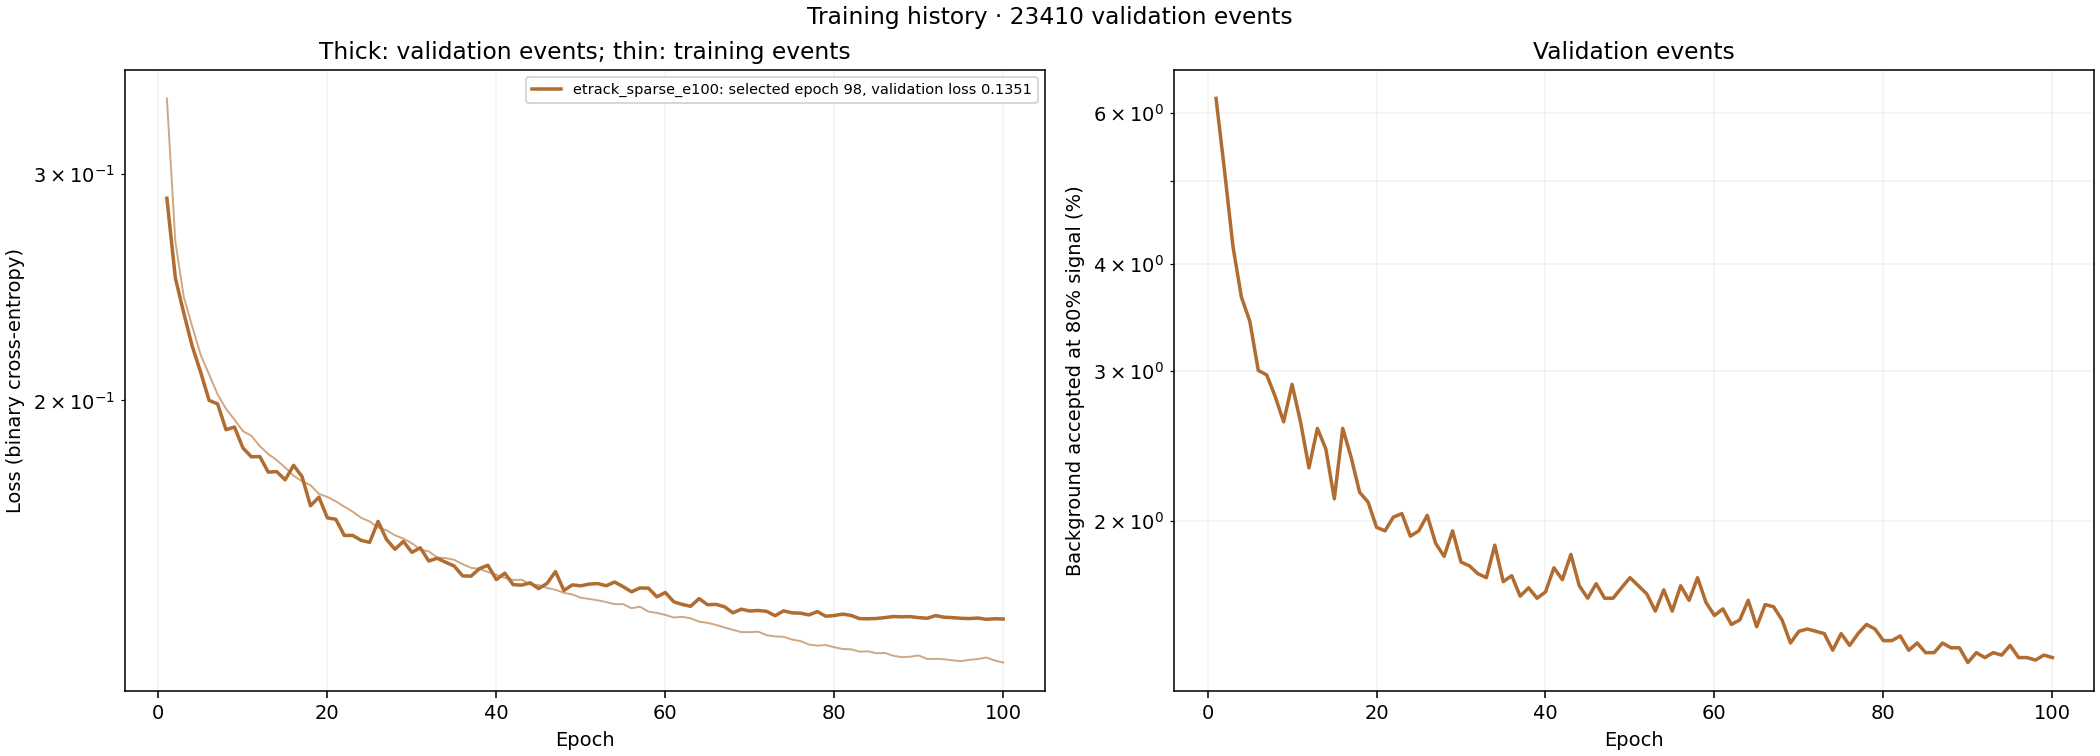 Training history · 23410 validation events
Thick: validation events; thin: training events
etrack_sparse_e100: selected epoch 98, validation loss 0.1351
Loss (binary cross-entropy)
3 × 10⁻¹
2 × 10⁻¹
0 20 40 60 80 100
Epoch
Validation events
Background accepted at 80% signal (%)
6 × 10⁰
4 × 10⁰
3 × 10⁰
2 × 10⁰
0 20 40 60 80 100
Epoch